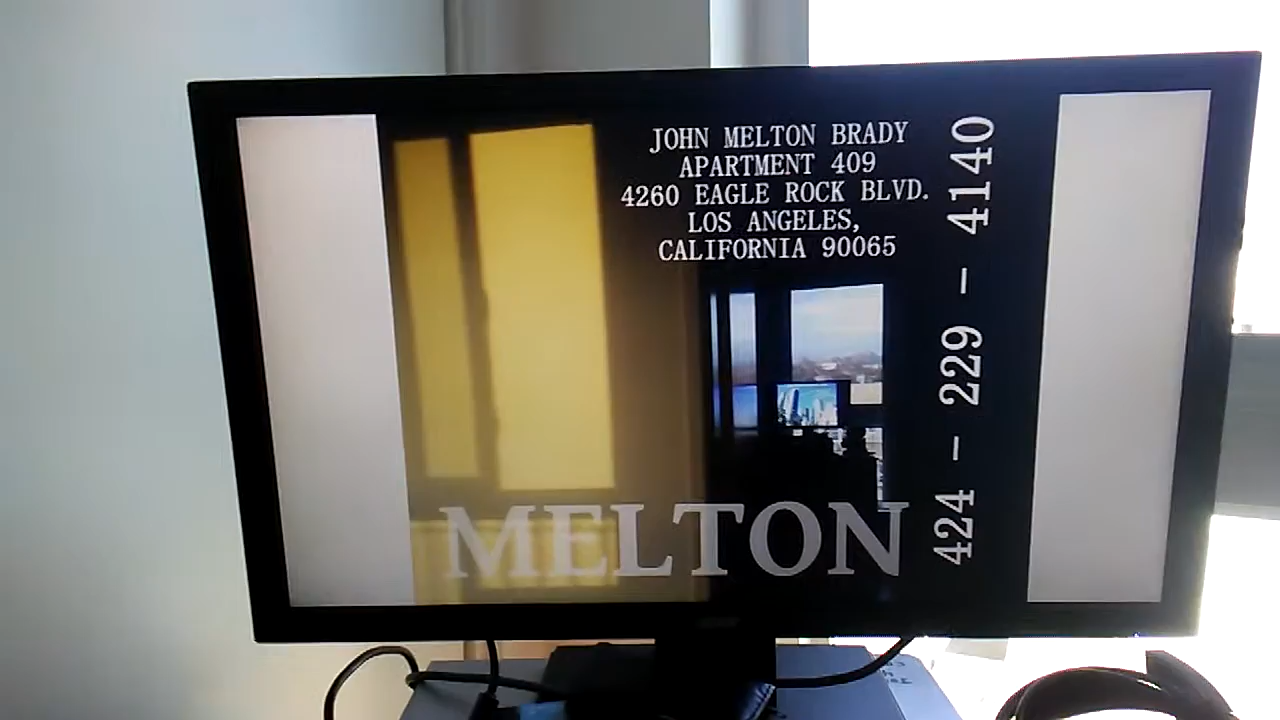 JOHN MELTON BRADY
APARTMENT 409
4260 EAGLE ROCK BLVD.
LOS ANGELES,
CALIFORNIA 90065
424 - 229 - 4140
MELTON